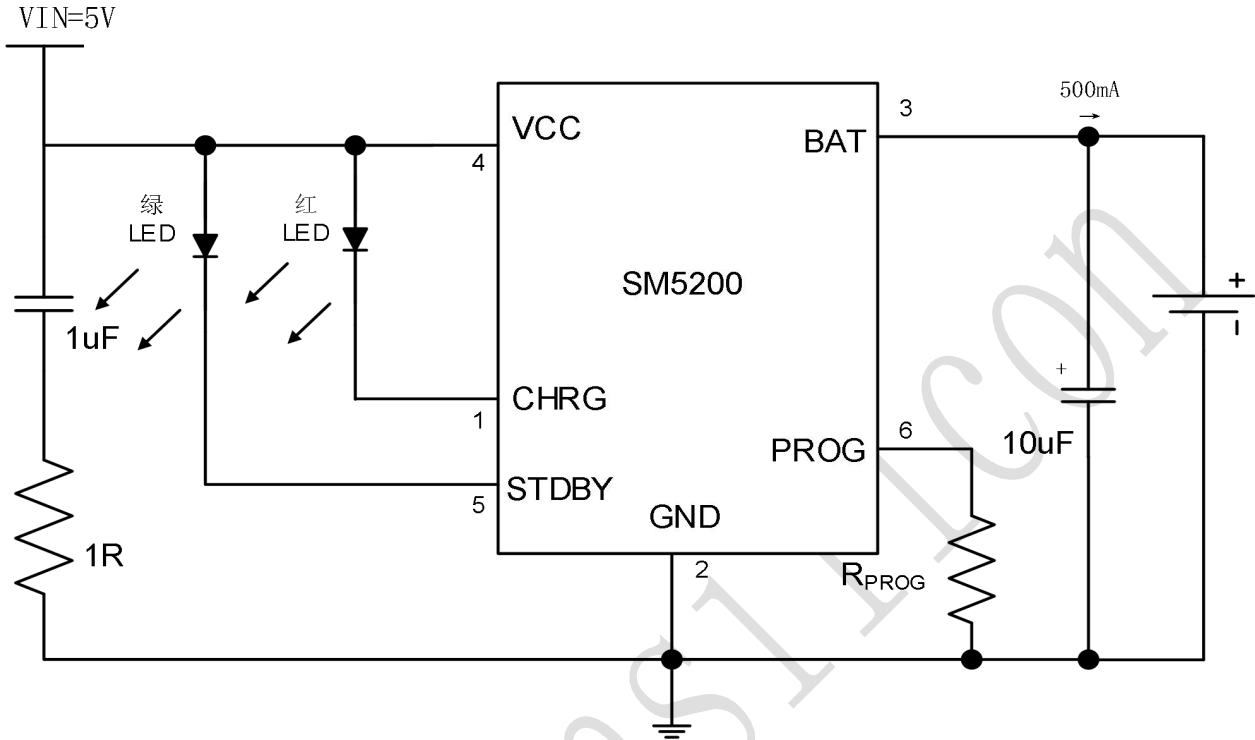 VIN=5V
500mA
→
3
VCC
BAT
4
绿
LED
红
LED
SM5200
+
1uF
+
CHRG
1
6
10uF
PROG
STDBY
5
GND
1R
2
RPROG